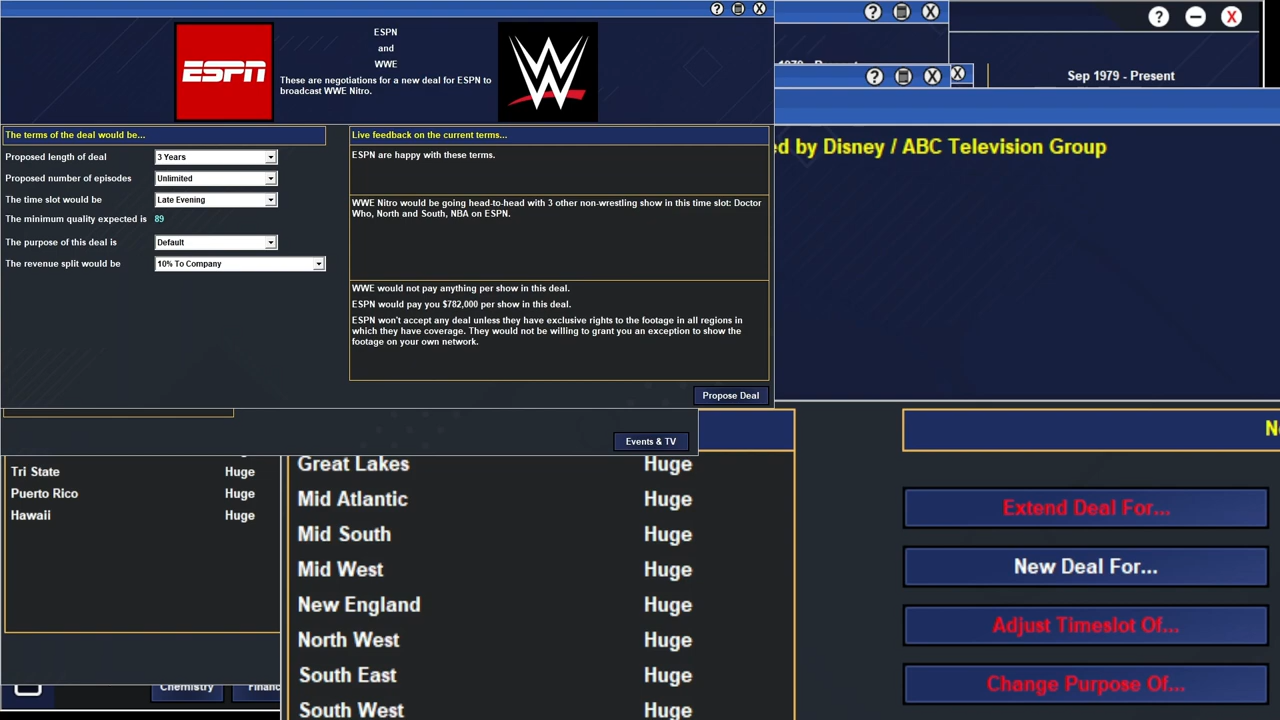 ESPN
ESPN
and
WWE
These are negotiations for a new deal for ESPN to
broadcast WWE Nitro.
The terms of the deal would be...
Proposed length of deal
3 Years
Proposed number of episodes
Unlimited
The time slot would be
Late Evening
The minimum quality expected is 89
The purpose of this deal is
Default
The revenue split would be
10% To Company
Live feedback on the current terms...
ESPN are happy with these terms.
WWE Nitro would be going head-to-head with 3 other non-wrestling show in this time slot: Doctor
Who, North and South, NBA on ESPN.
WWE would not pay anything per show in this deal.
ESPN would pay you $782,000 per show in this deal.
ESPN won't accept any deal unless they have exclusive rights to the footage in all regions in
which they have coverage. They would not be willing to grant you an exception to show the
footage on your own network.
Propose Deal
Sep 1979 - Present
ed by Disney / ABC Television Group
Events & TV
Tri State Huge
Puerto Rico Huge
Hawaii Huge
Chemistry
Financ
Great Lakes Huge
Mid Atlantic Huge
Mid South Huge
Mid West Huge
New England Huge
North West Huge
South East Huge
South West Huge
Extend Deal For...
New Deal For...
Adjust Timeslot Of...
Change Purpose Of...